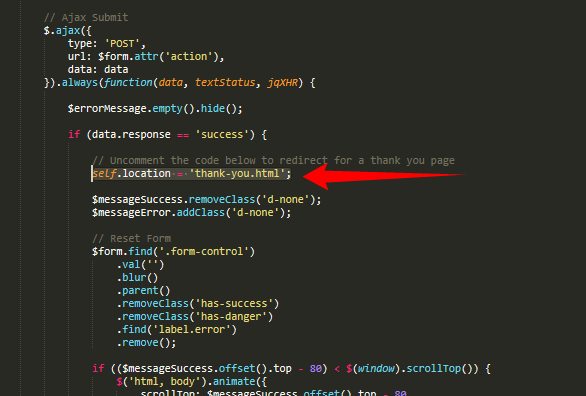 // Ajax Submit
$.ajax({
type: 'POST',
url: $form.attr('action'),
data: data
}).always(function(data, textStatus, jqXHR) {
$errorMessage.empty().hide();
if (data.response == 'success') {
// Uncomment the code below to redirect for a thank you page
self.location = 'thank-you.html';
$messageSuccess.removeClass('d-none');
$messageError.addClass('d-none');
// Reset Form
$form.find('.form-control')
.val('')
.blur()
.parent()
.removeClass('has-success')
.removeClass('has-danger')
.find('label.error')
.remove();
if (($messageSuccess.offset().top - 80) < $(window).scrollTop()) {
$('html, body').animate({
scrollTop: $messageSuccess.offset().top - 80